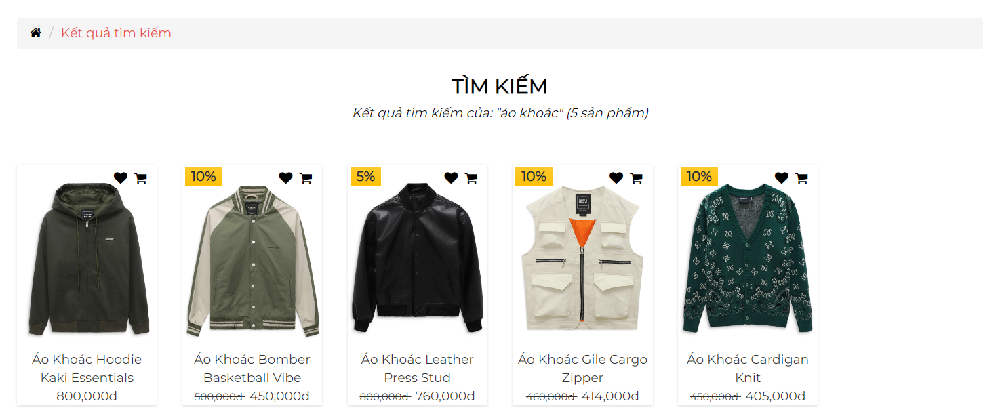 / Kết quả tìm kiếm
TÌM KIẾM
Kết quả tìm kiếm của: "áo khoác" (5 sản phẩm)
10%
5%
10%
10%
Áo Khoác Hoodie
Kaki Essentials
800,000đ
Áo Khoác Bomber
Basketball Vibe
500,000đ 450,000đ
Áo Khoác Leather
Press Stud
800,000đ 760,000đ
Áo Khoác Gile Cargo
Zipper
460,000đ 414,000đ
Áo Khoác Cardigan
Knit
450,000đ 405,000đ